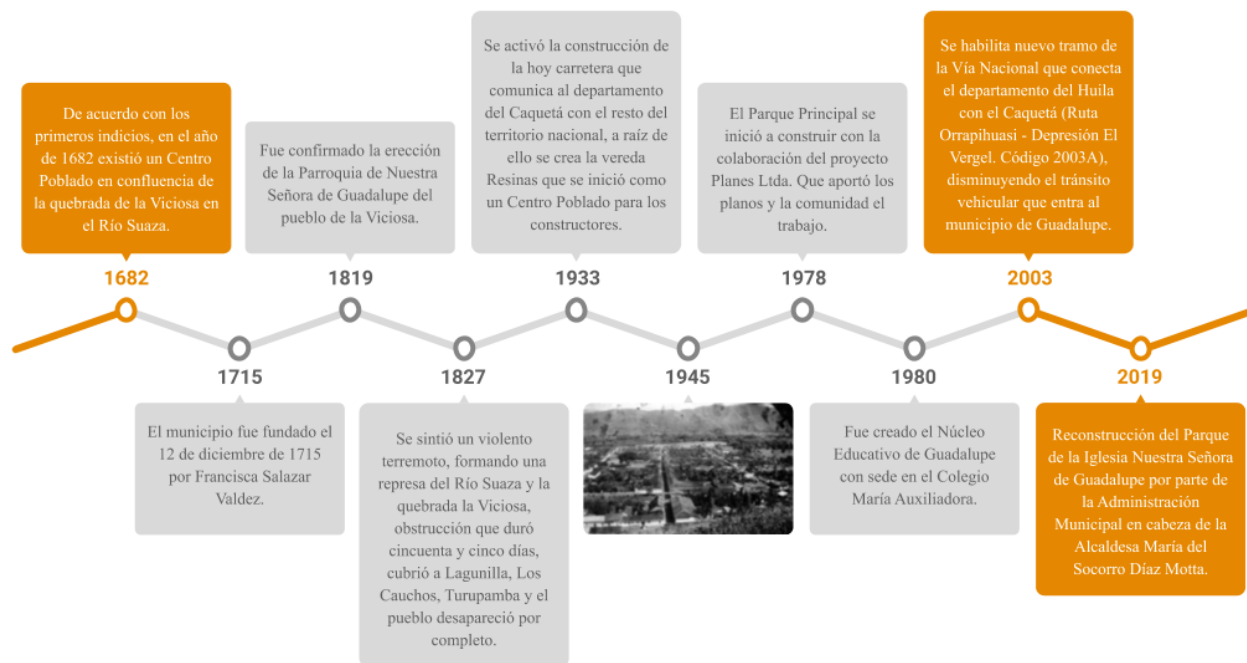 De acuerdo con los
primeros indicios, en el año
de 1682 existió un Centro
Poblado en confluencia de
la quebrada de la Viciosa en
el Río Suaza.
1682
El municipio fue fundado el
12 de diciembre de 1715
por Francisca Salazar
Valdez.
1715
Fue confirmado la erección
de la Parroquia de Nuestra
Señora de Guadalupe del
pueblo de la Viciosa.
1819
1827
Se sintió un violento
terremoto, formando una
represa del Río Suaza y la
quebrada la Viciosa,
obstrucción que duró
cincuenta y cinco días,
cubrió a Lagunilla, Los
Cauchos, Turupamba y el
pueblo desapareció por
completo.
Se activó la construcción de
la hoy carretera que
comunica al departamento
del Caquetá con el resto del
territorio nacional, a raíz de
ello se crea la vereda
Resinas que se inició como
un Centro Poblado para los
constructores.
1933
1945
El Parque Principal se
inició a construir con la
colaboración del proyecto
Planes Ltda. Que aportó los
planos y la comunidad el
trabajo.
1978
1980
Fue creado el Núcleo
Educativo de Guadalupe
con sede en el Colegio
María Auxiliadora.
Se habilita nuevo tramo de
la Vía Nacional que conecta
el departamento del Huila
con el Caquetá (Ruta
Orrapihuasi - Depresión El
Vergel. Código 2003A),
disminuyendo el tránsito
vehicular que entra al
municipio de Guadalupe.
2003
2019
Reconstrucción del Parque
de la Iglesia Nuestra Señora
de Guadalupe por parte de
la Administración
Municipal en cabeza de la
Alcaldesa María del
Socorro Díaz Motta.